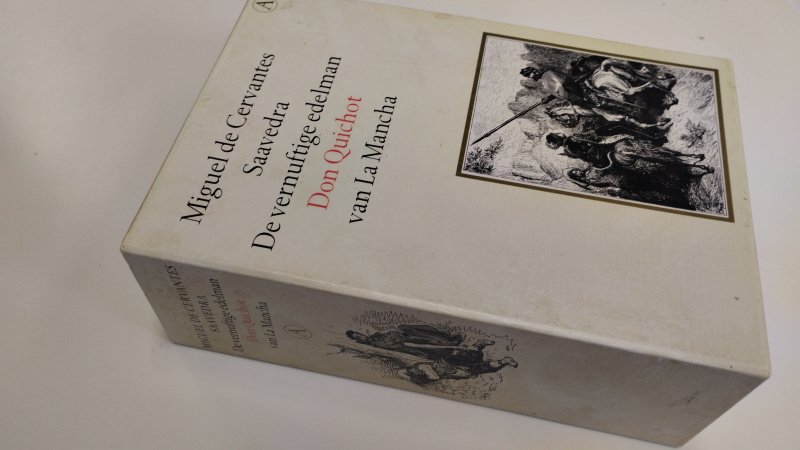 A
Miguel de Cervantes
Saavedra
De vernuftige edelman
Don Quichot
van La Mancha
MIGUEL DE CERVANTES
SAAVEDRA
De vernuftige edelman
Don Quichot
van La Mancha
A